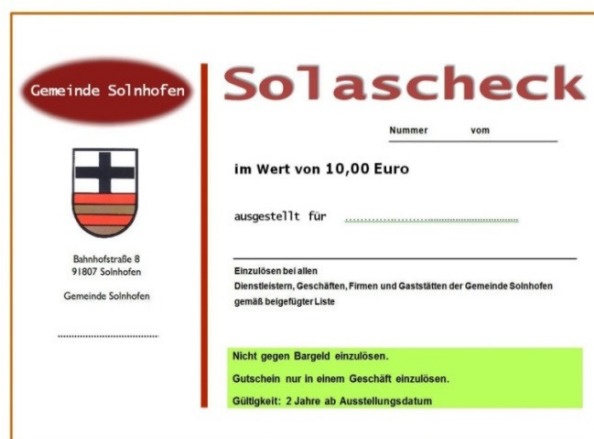 Gemeinde Solnhofen
Bahnhofstraße 8
91807 Solnhofen
Gemeinde Solnhofen
Solascheck
Nummer vom
im Wert von 10,00 Euro
ausgestellt für
Einzulösen bei allen
Dienstleistern, Geschäften, Firmen und Gaststätten der Gemeinde Solnhofen
gemäß beigefügter Liste
Nicht gegen Bargeld einzulösen.
Gutschein nur in einem Geschäft einzulösen.
Gültigkeit: 2 Jahre ab Ausstellungsdatum